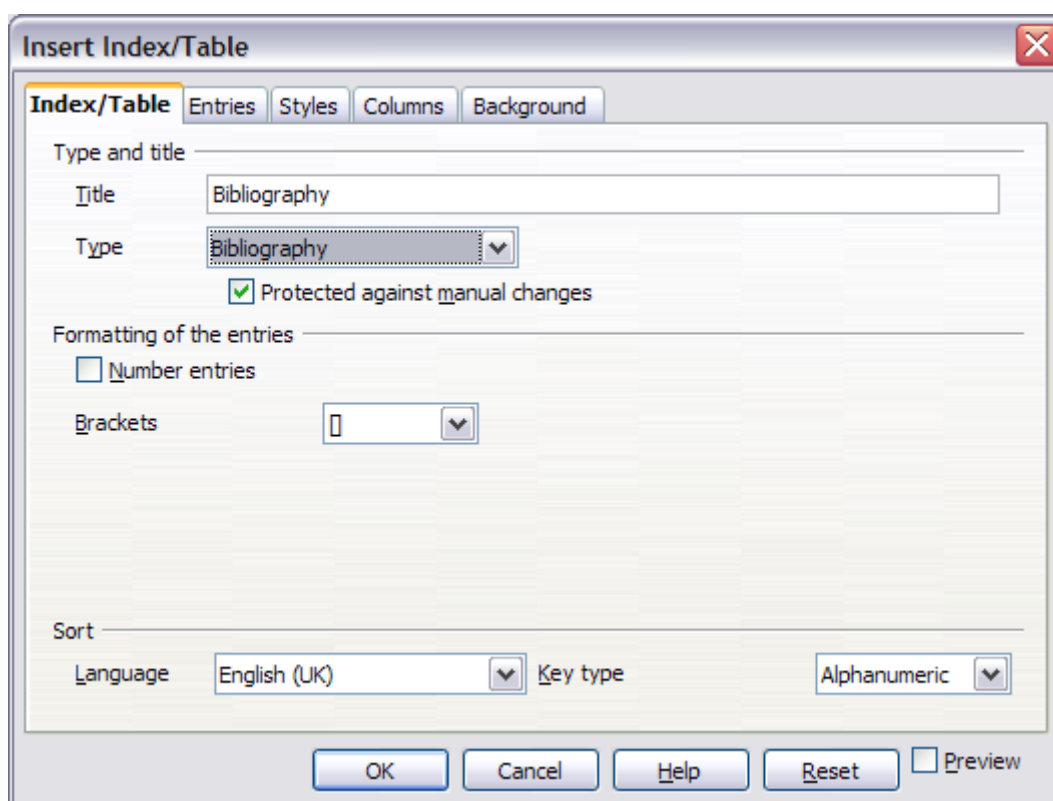 Insert Index/Table
Index/Table Entries Styles Columns Background
Type and title
Title Bibliography
Type Bibliography
Protected against manual changes
Formatting of the entries
Number entries
Brackets []
Sort
Language English (UK) Key type Alphanumeric
OK Cancel Help Reset Preview